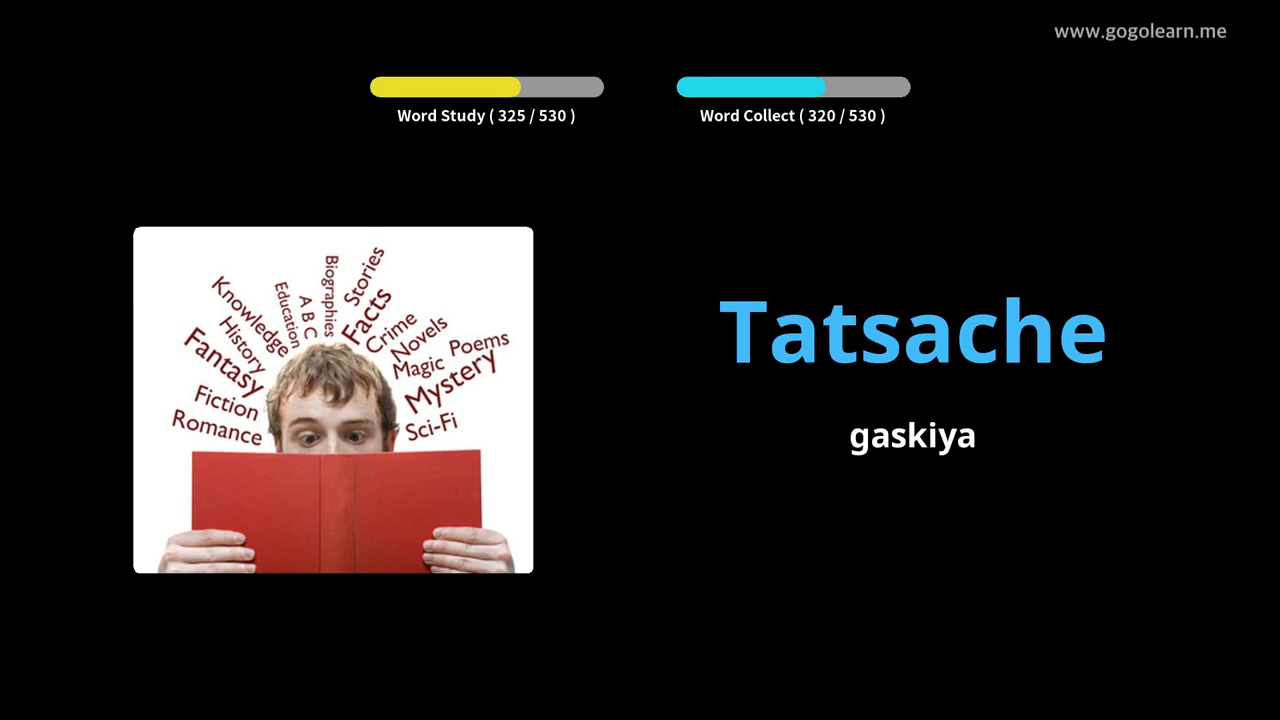 www.gogolearn.me
Word Study ( 325 / 530 )
Word Collect ( 320 / 530 )
Biographies
Stories
Education
A B C
Facts
Knowledge
Crime
History
Novels
Fantasy
Magic
Poems
Mystery
Fiction
Romance
Sci-Fi
Tatsache
gaskiya